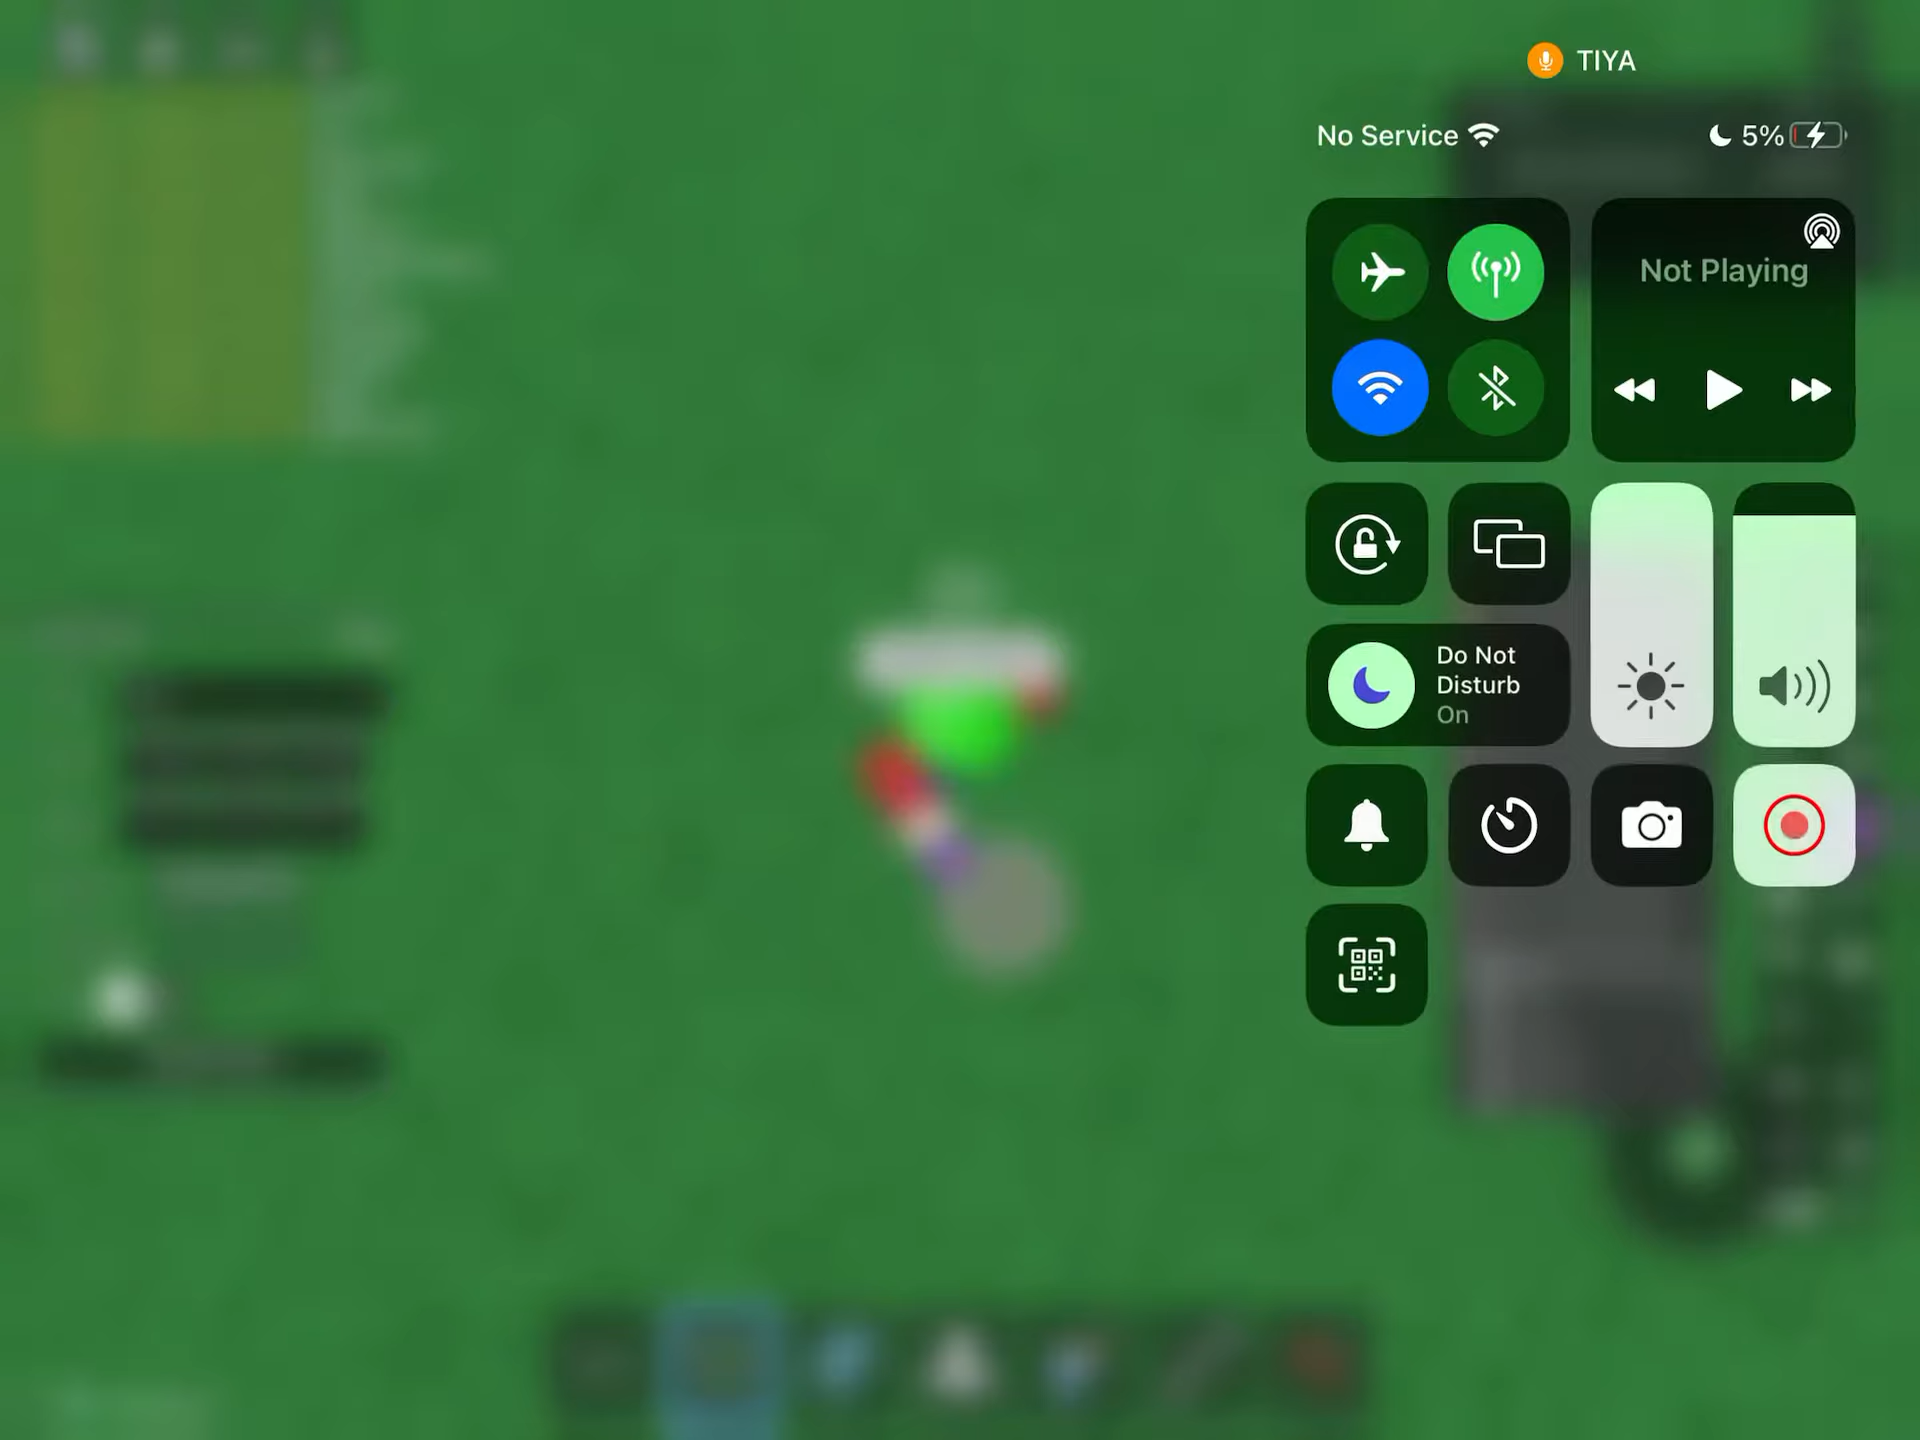 TIYA
No Service
5%
Not Playing
Do Not
Disturb
On